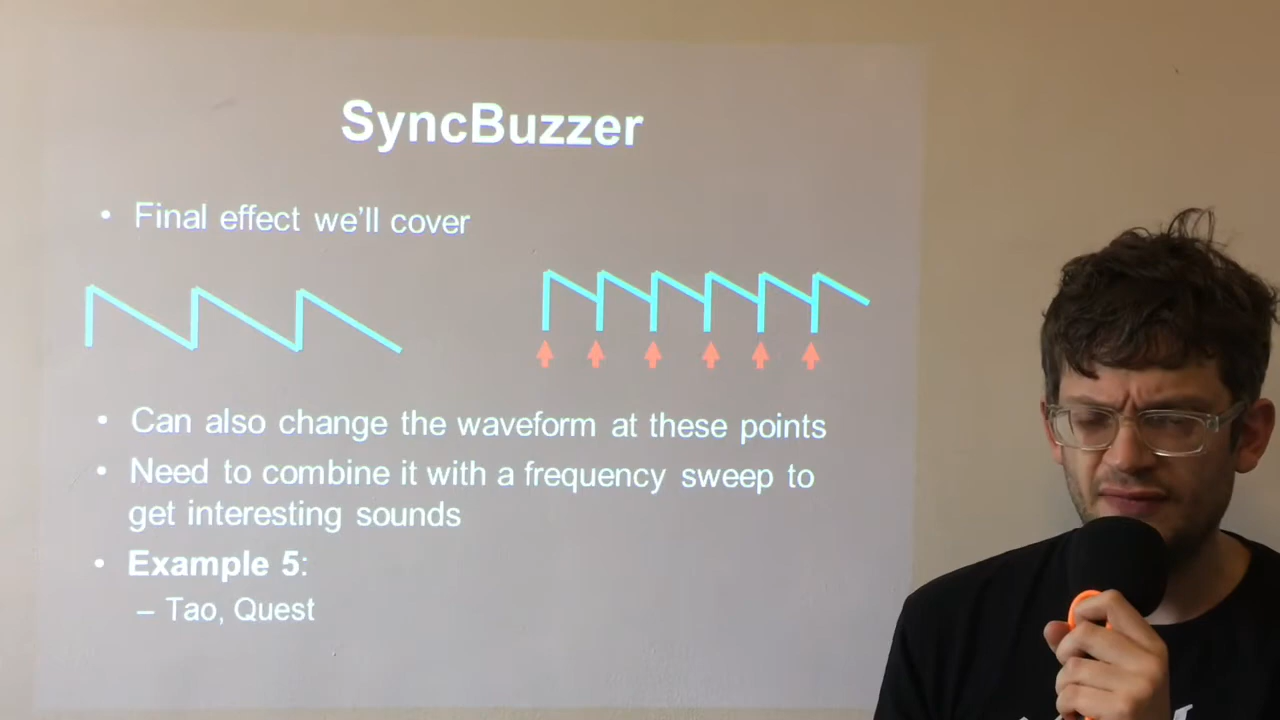 SyncBuzzer
• Final effect we'll cover
• Can also change the waveform at these points
• Need to combine it with a frequency sweep to
get interesting sounds
• Example 5:
– Tao, Quest